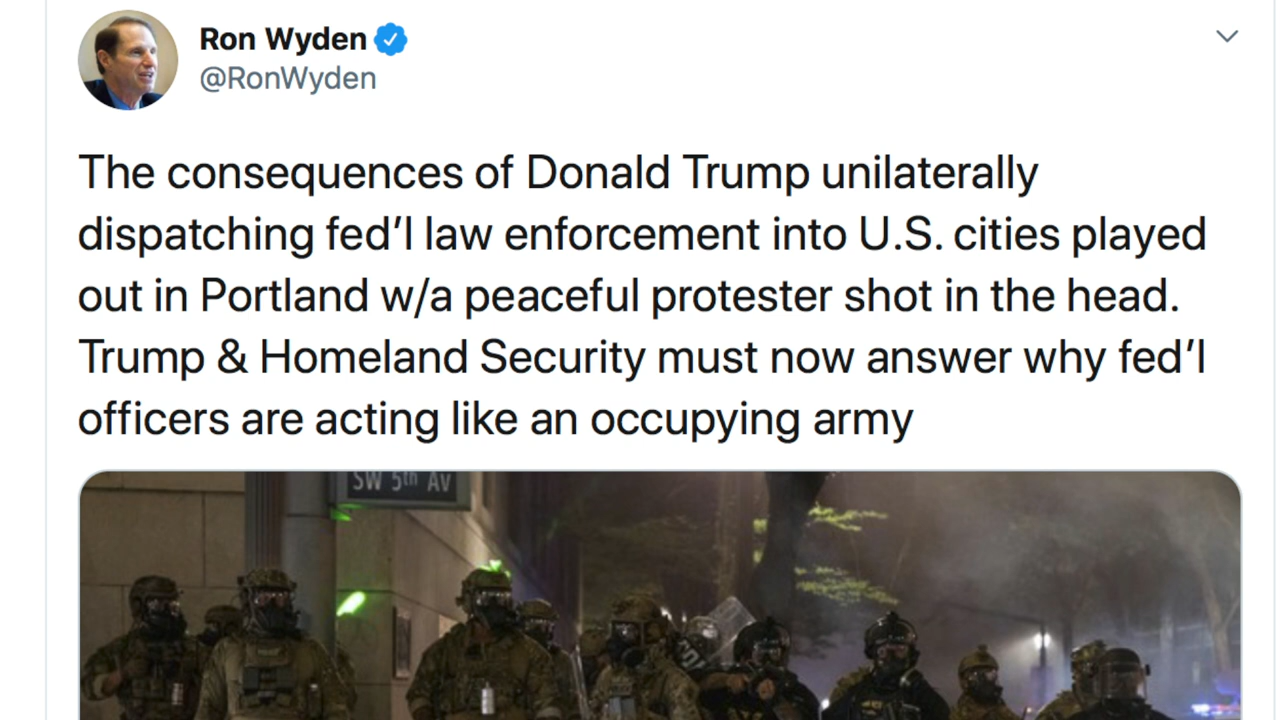 Ron Wyden
@RonWyden
The consequences of Donald Trump unilaterally
dispatching fed’l law enforcement into U.S. cities played
out in Portland w/a peaceful protester shot in the head.
Trump & Homeland Security must now answer why fed’l
officers are acting like an occupying army
SW 5th AV